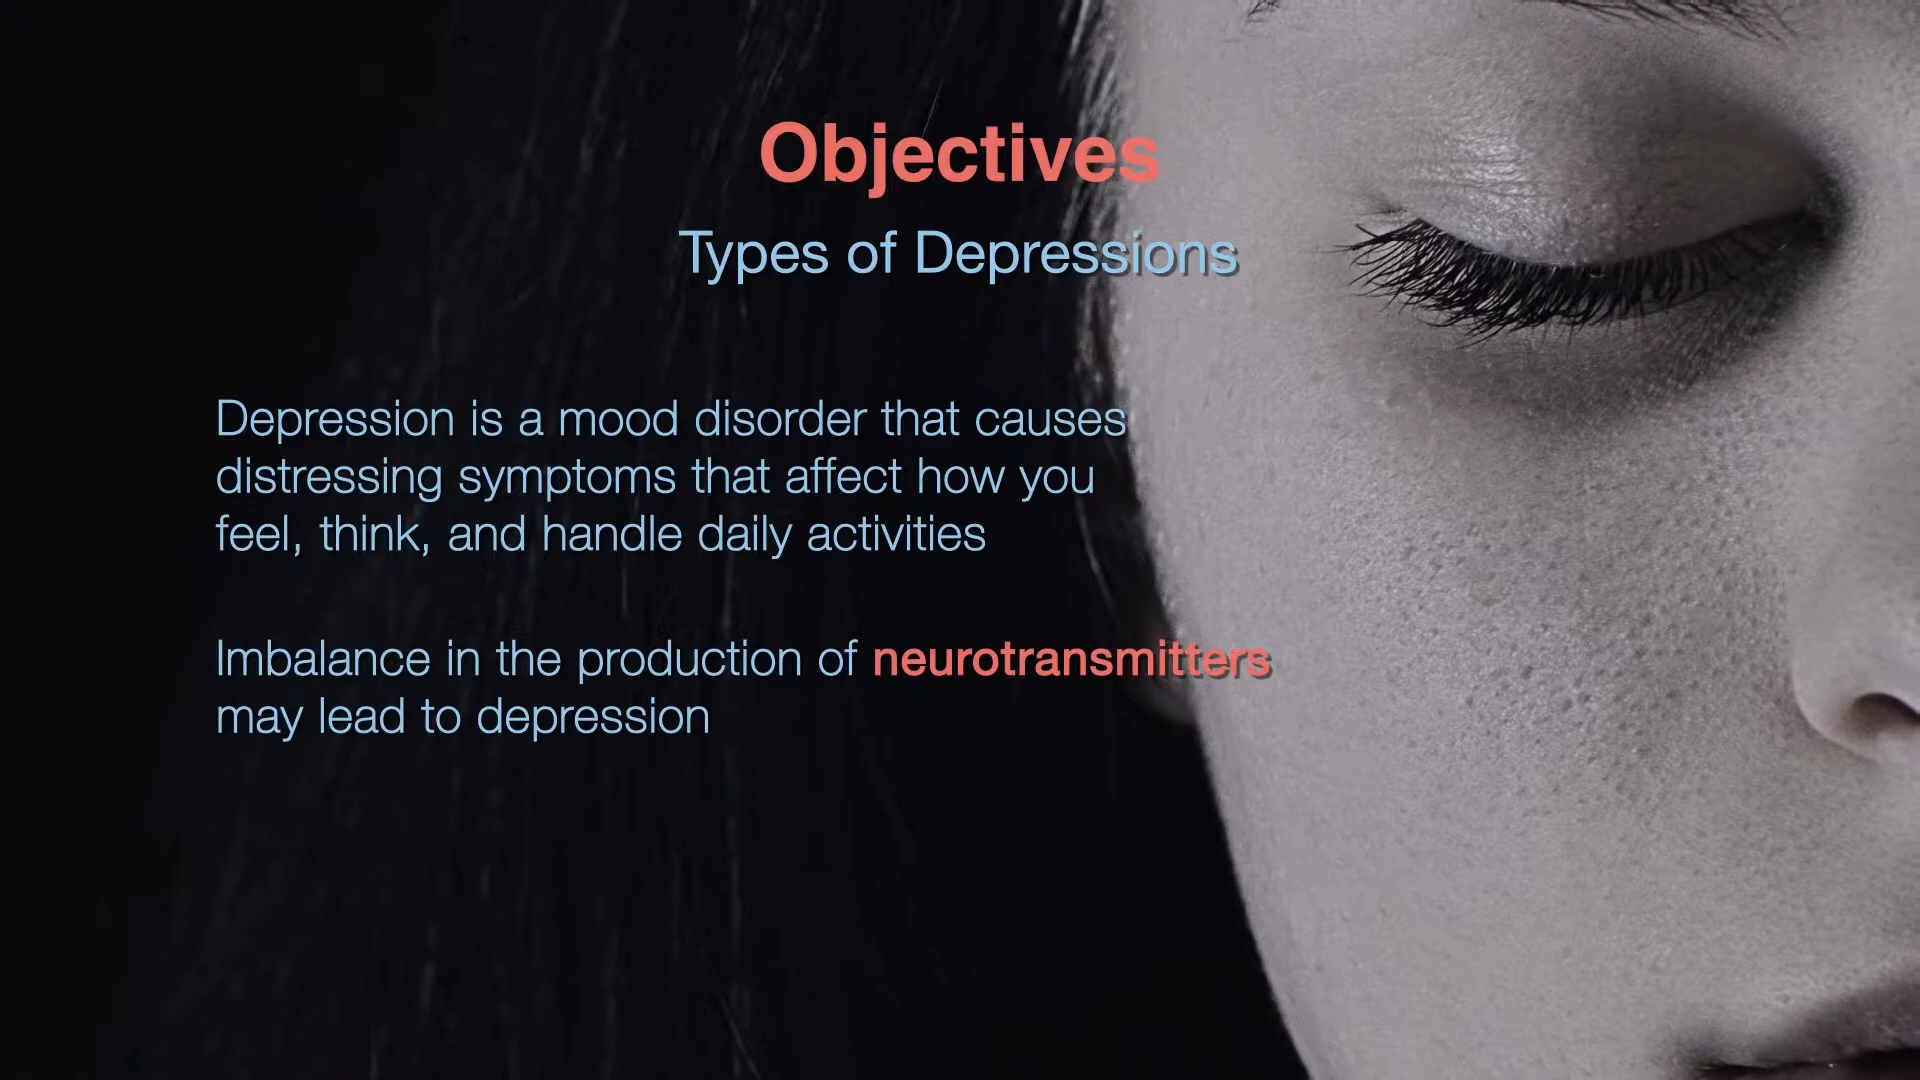 Objectives
Types of Depressions
Depression is a mood disorder that causes
distressing symptoms that affect how you
feel, think, and handle daily activities
Imbalance in the production of neurotransmitters
may lead to depression